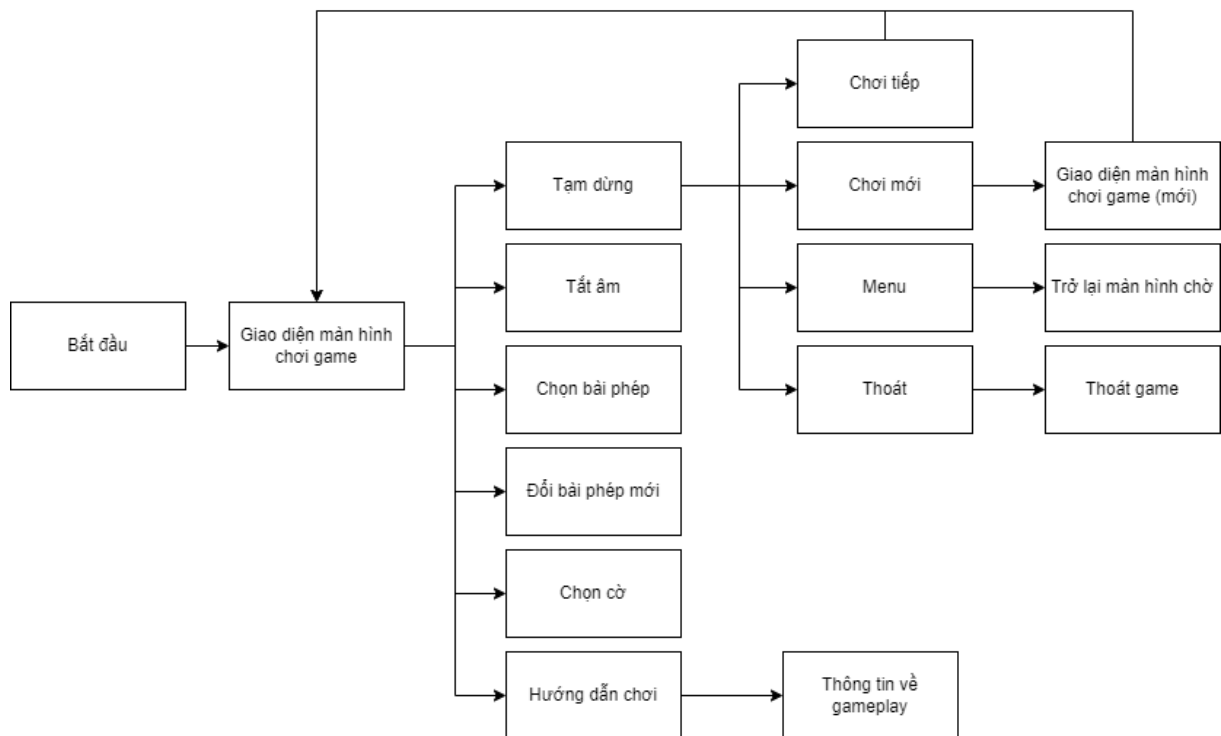 Chơi tiếp
Tạm dừng
Chơi mới
Giao diện màn hình
chơi game (mới)
Tắt âm
Menu
Trở lại màn hình chờ
Bắt đầu
Giao diện màn hình
chơi game
Chọn bài phép
Thoát
Thoát game
Đổi bài phép mới
Chọn cờ
Hướng dẫn chơi
Thông tin về
gameplay